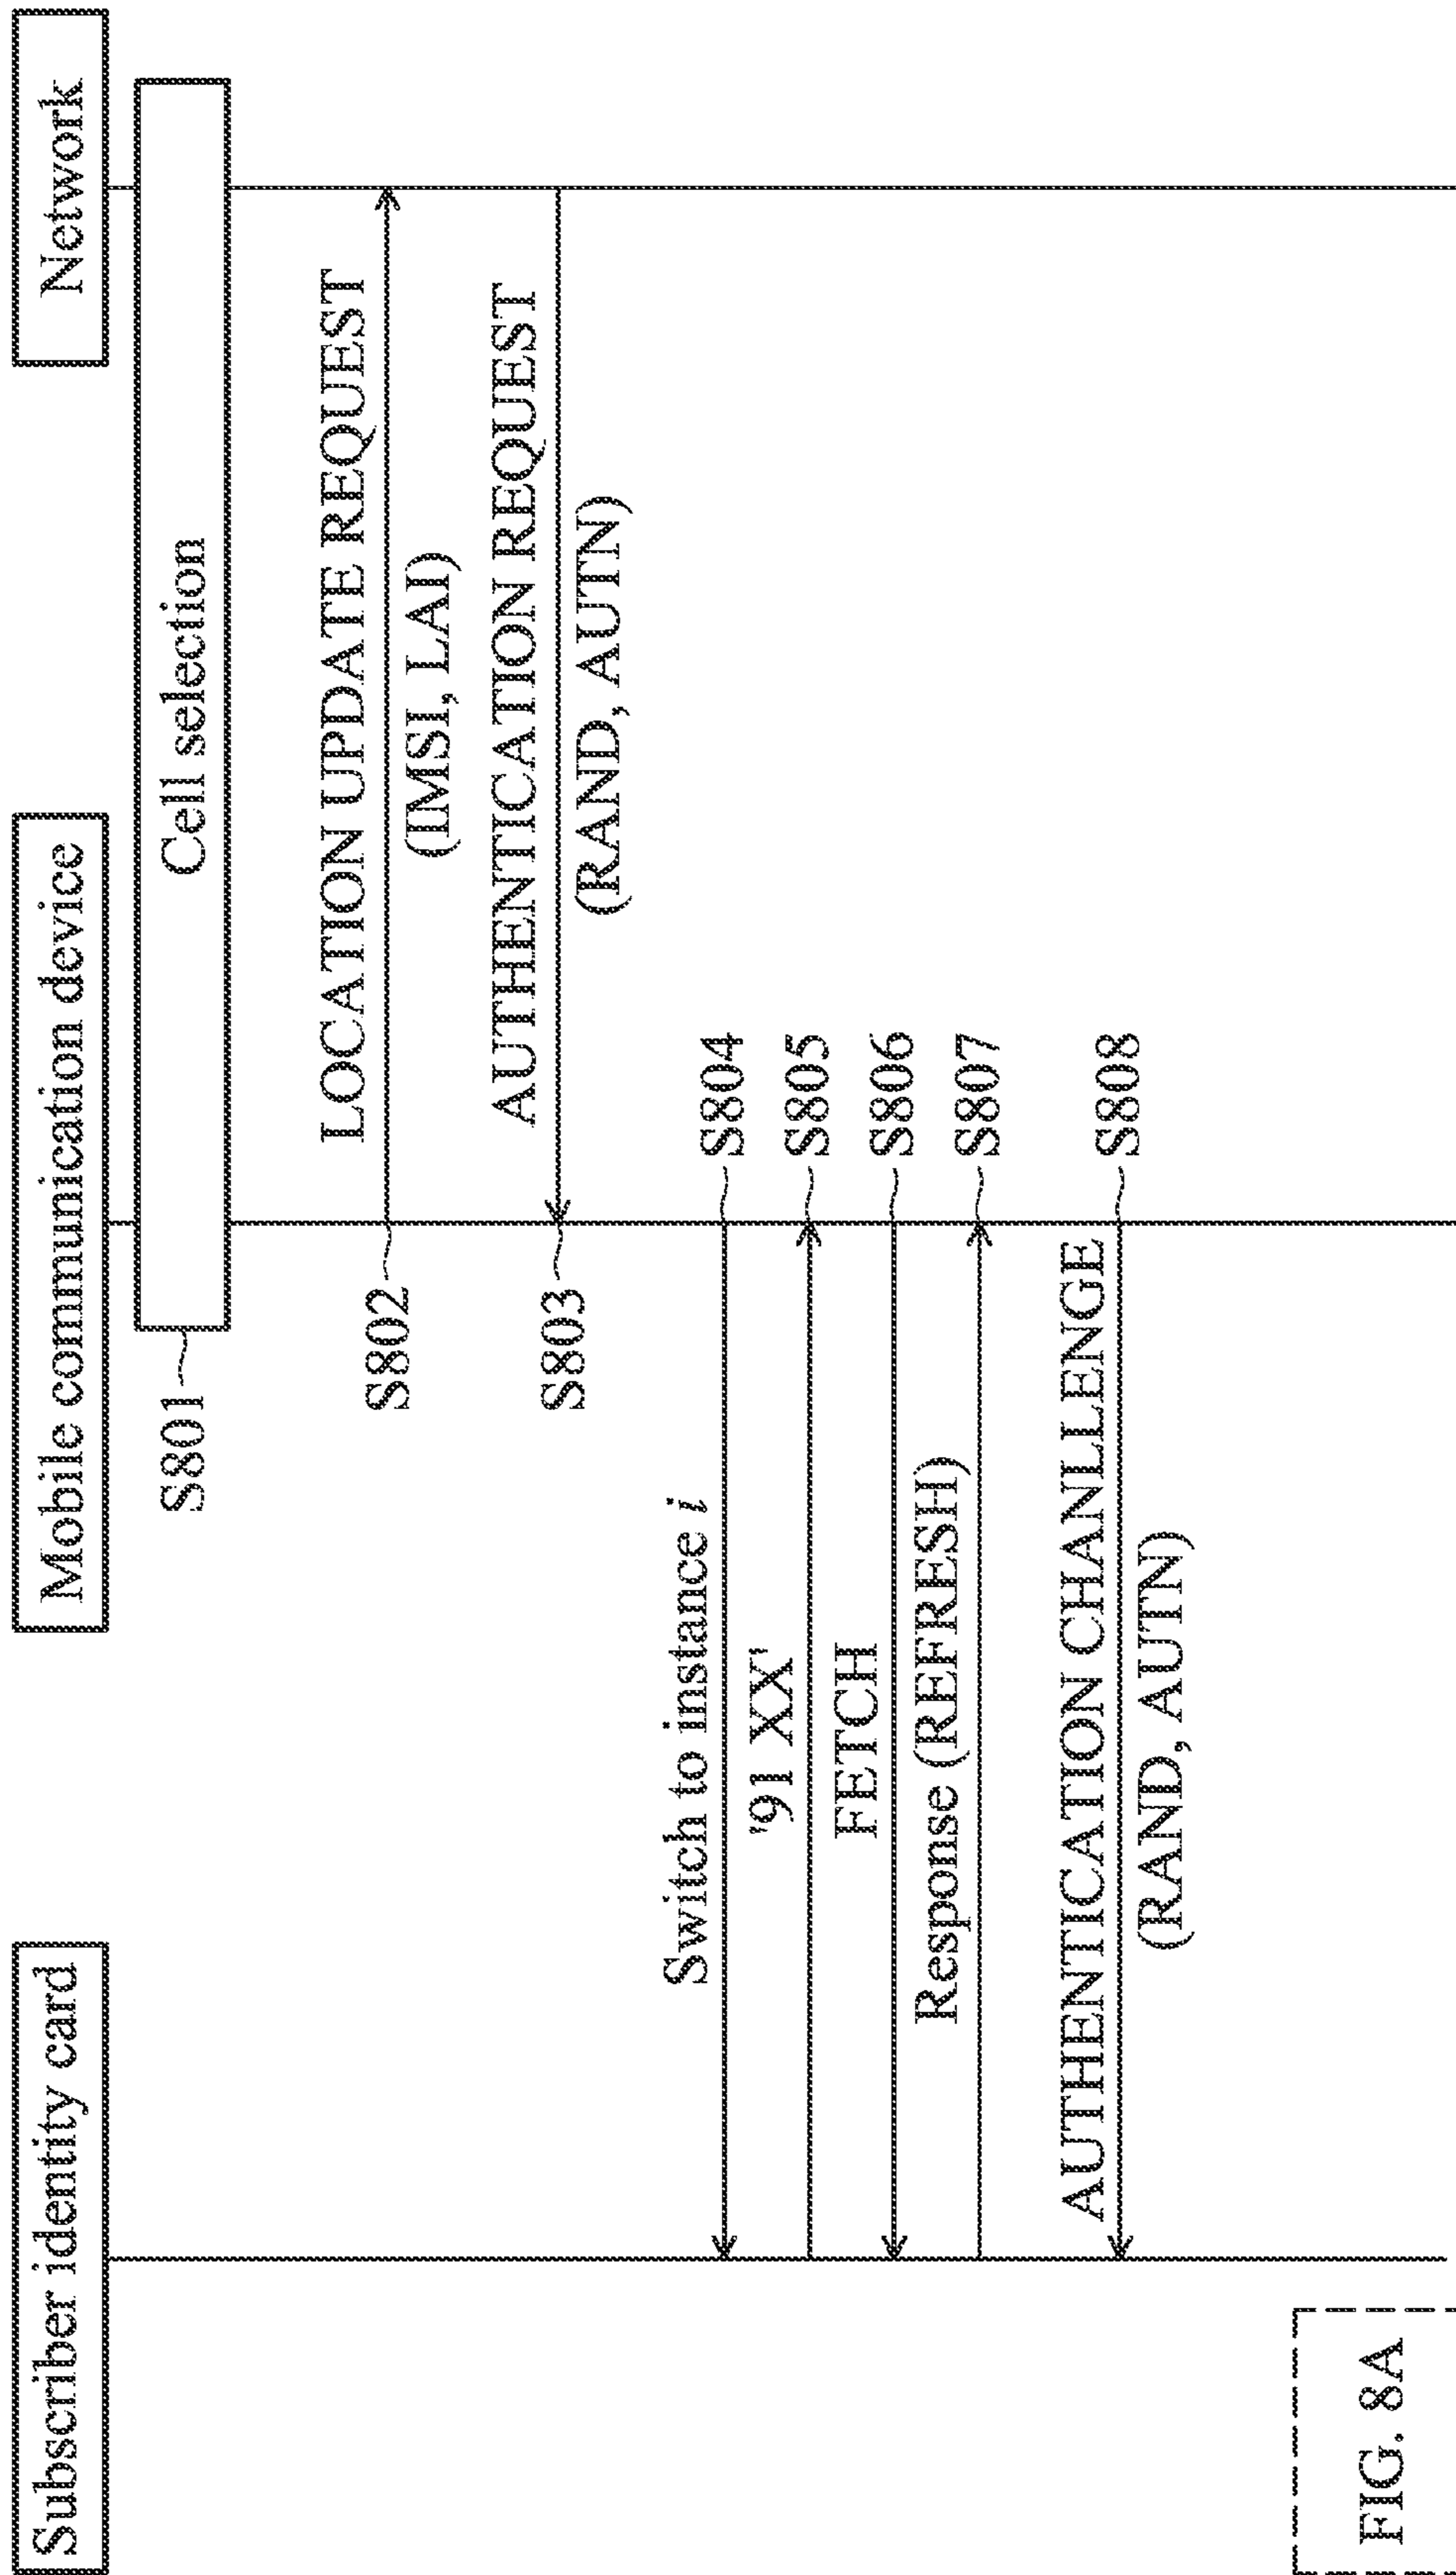 Subscriber identity card
Mobile communication device
Network
S801
Cell selection
LOCATION UPDATE REQUEST
S802
(IMSI, LAI)
AUTHENTICATION REQUEST
S803
(RAND, AUTN)
Switch to instance i
S804
'91 XX'
S805
FETCH
S806
Response (REFRESH)
S807
AUTHENTICATION CHANLLENGE
S808
(RAND, AUTN)
FIG. 8A